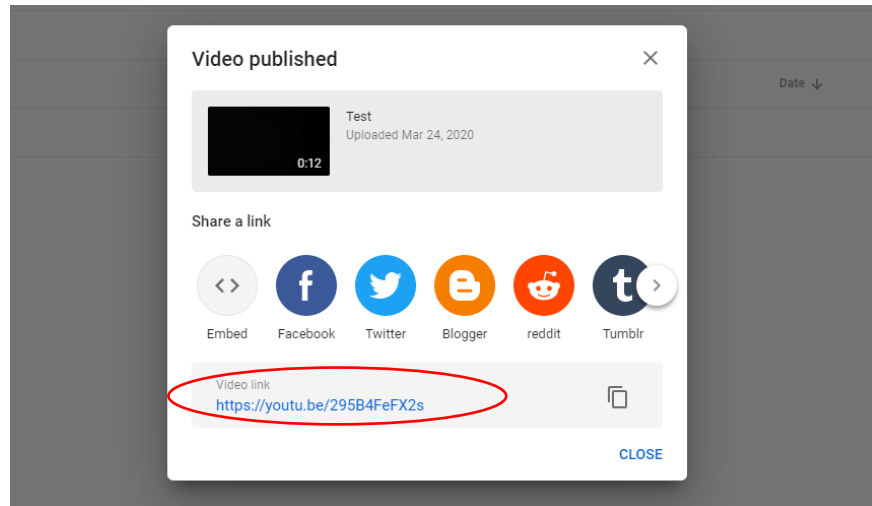 Video published
Date
Test
Uploaded Mar 24, 2020
0:12
Share a link
Embed
Facebook
Twitter
Blogger
reddit
Tumblr
Video link
https://youtu.be/295B4FeFX2s
CLOSE